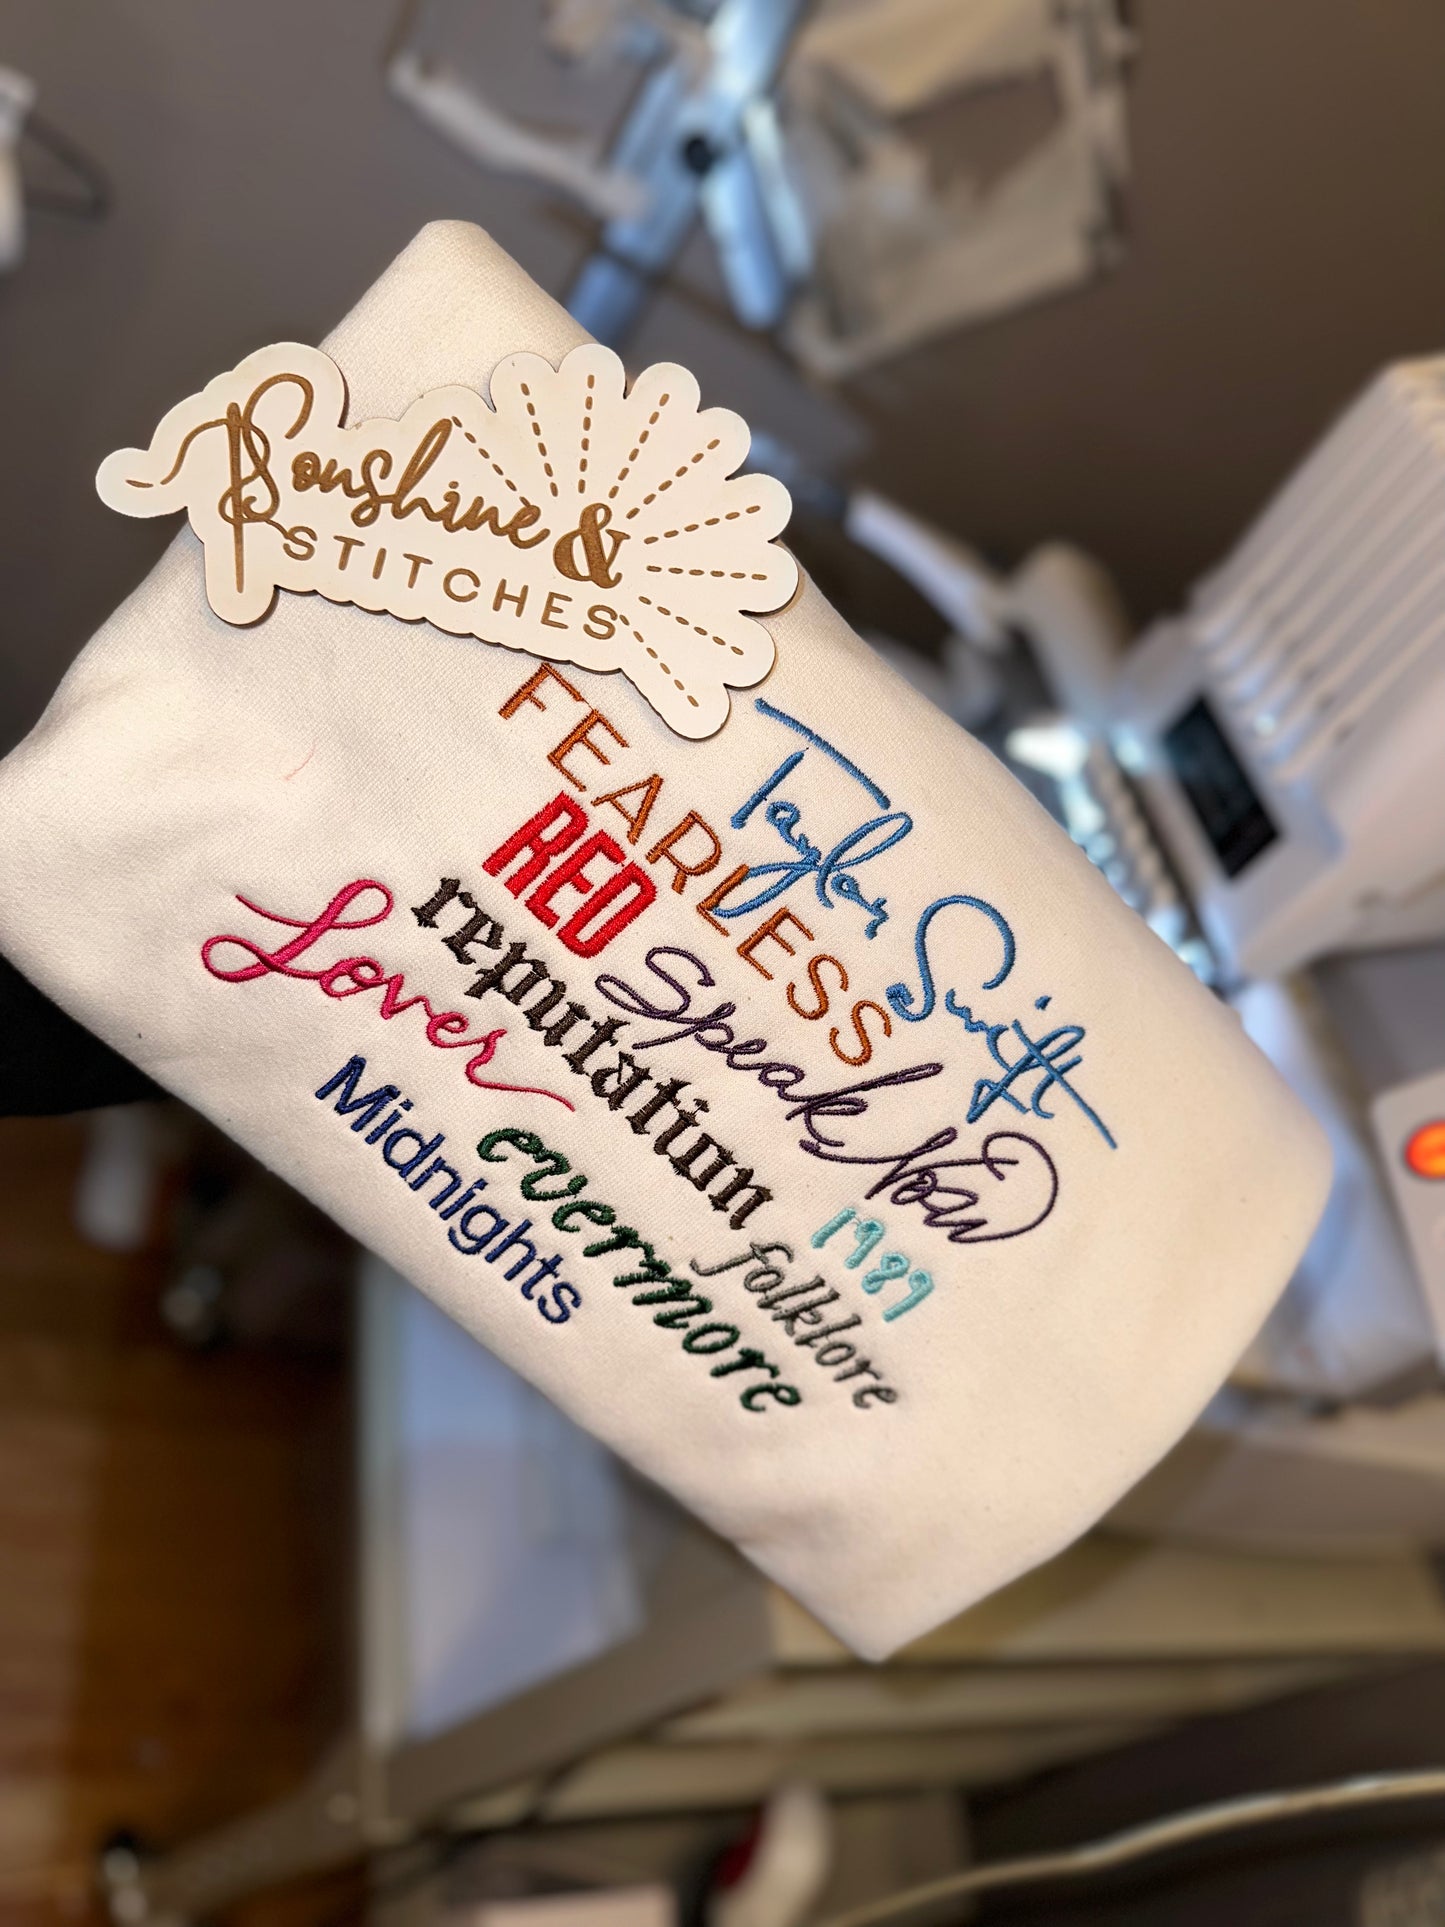 Sonshine &
STITCHES
Taylor Swift
FEARLESS
Speak Now
RED
reputation
1989
Lover
folklore
evermore
Midnights